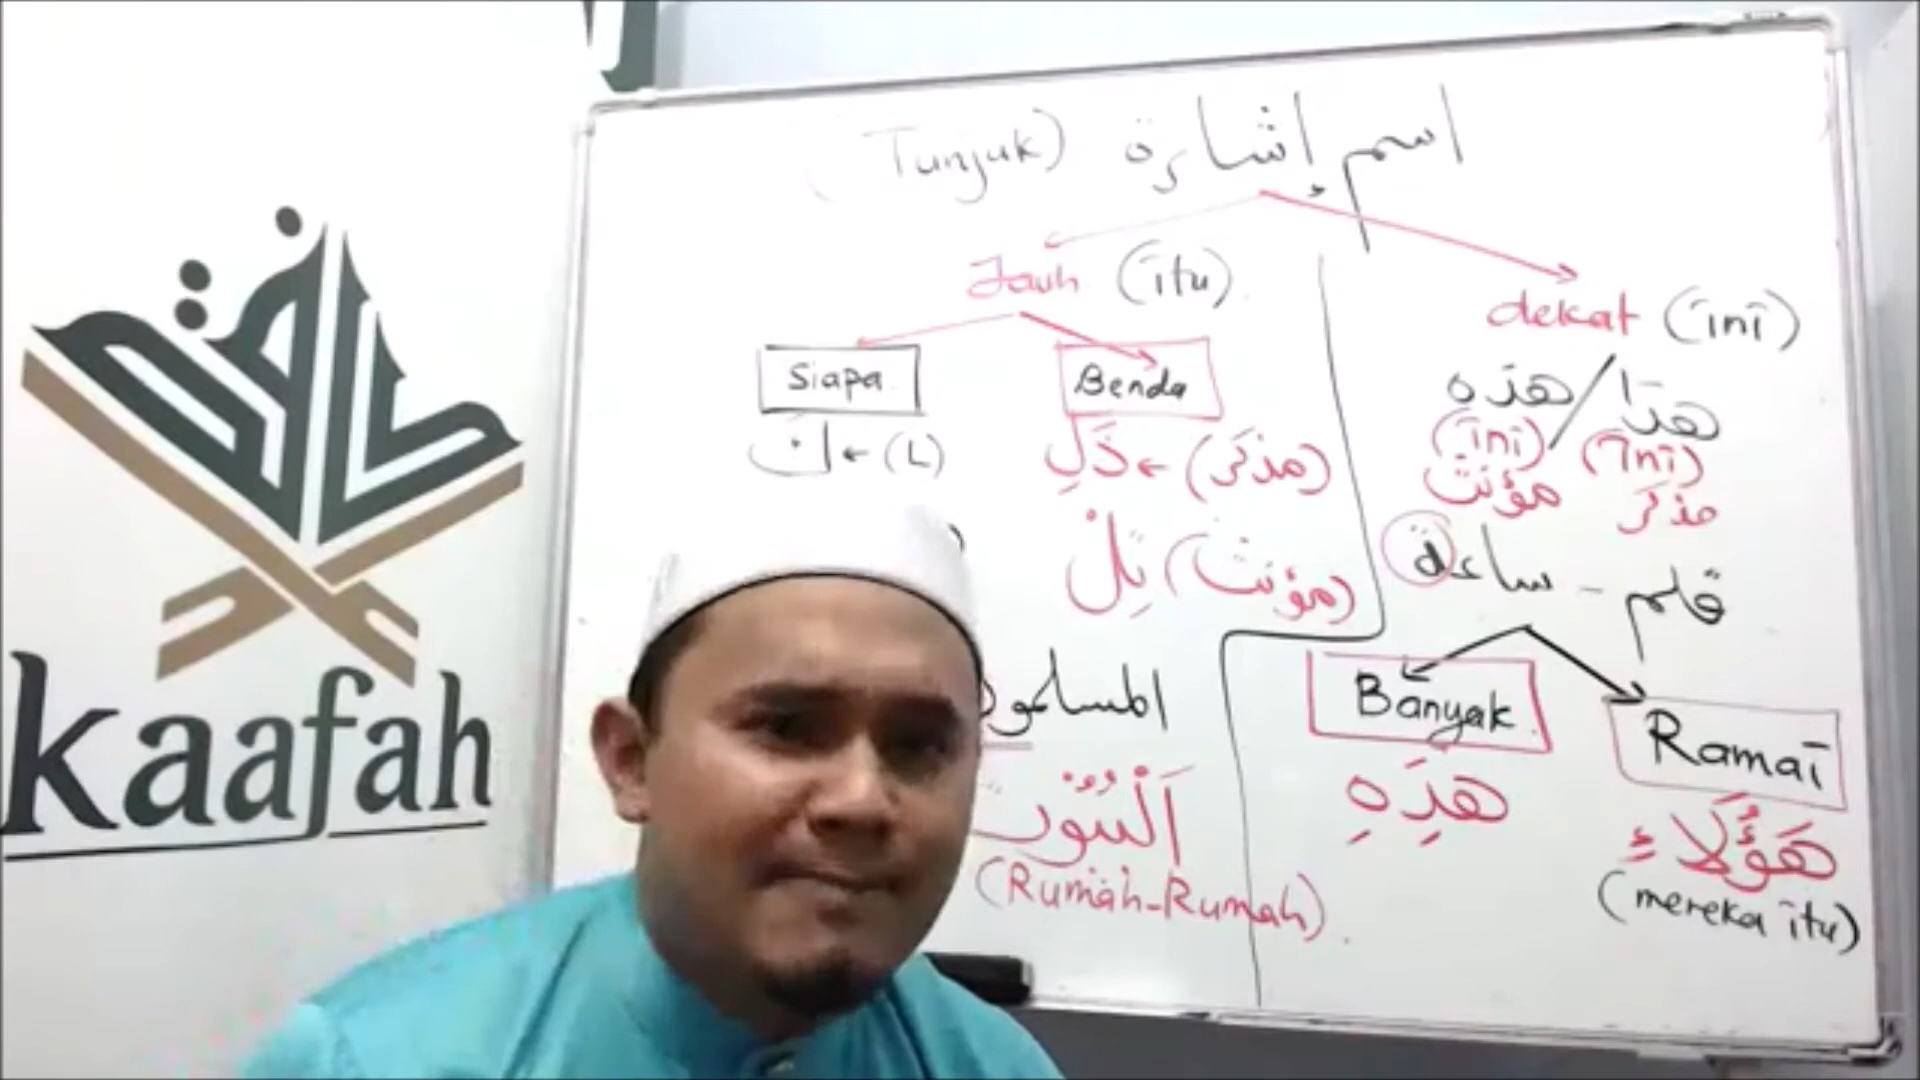 kaafah
اسم إشارة (Tunjuk)
Jauh (itu)
dekat (ini)
Siapa
Benda
هذا / هذه
ك ← (L)
ذَلِ ← (مذكر)
(ini) (ini)
مذكر مؤنث
(مؤنث) تِلْ
قلم - ساعة
المسلمو
Banyak
Ramai
هذِهِ
هَؤُلَاءِ
(mereka itu)
(Rumah-Rumah)